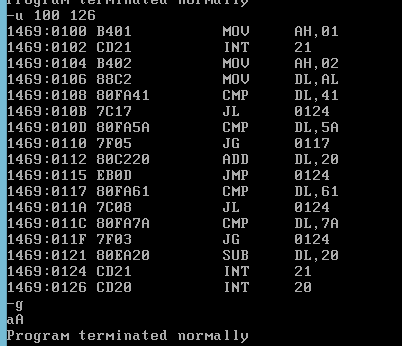 Program terminated normally
-u 100 126
1469:0100 B401 MOV AH,01
1469:0102 CD21 INT 21
1469:0104 B402 MOV AH,02
1469:0106 88C2 MOV DL,AL
1469:0108 80FA41 CMP DL,41
1469:010B 7C17 JL 0124
1469:010D 80FA5A CMP DL,5A
1469:0110 7F05 JG 0117
1469:0112 80C220 ADD DL,20
1469:0115 EB0D JMP 0124
1469:0117 80FA61 CMP DL,61
1469:011A 7C08 JL 0124
1469:011C 80FA7A CMP DL,7A
1469:011F 7F03 JG 0124
1469:0121 80EA20 SUB DL,20
1469:0124 CD21 INT 21
1469:0126 CD20 INT 20
-g
aA
Program terminated normally